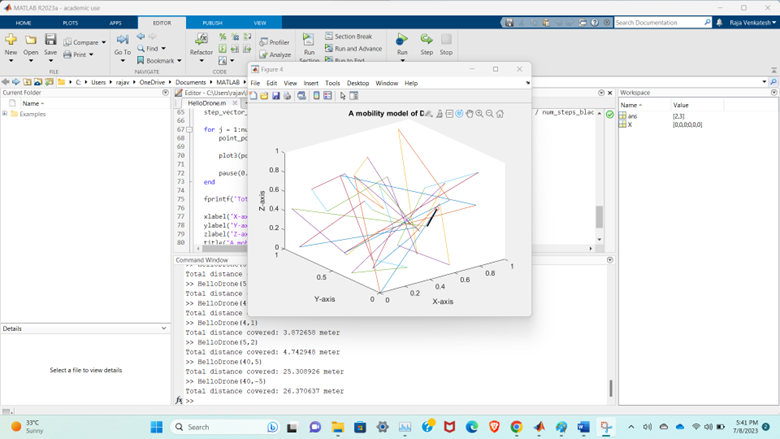 MATLAB R2023a - academic use
HOME PLOTS APPS EDITOR PUBLISH VIEW
Search Documentation
Raja Venkatesh
New Open Save
Compare
Print
Go To
Find
Bookmark
Refactor
Profiler
Analyze
Run
Section
Section Break
Run and Advance
Run to End
Run Step Stop
FILE NAVIGATE CODE
C: Users rajav OneDrive Documents MATLAB
Current Folder
Name
Examples
Editor - C:\Users\rajav\
HelloDrone.m
65 step_vector_ / num_steps_blac
66
67 for j = 1:nu
68 point_po
69
70 plot3(po
71
72 pause(0.
73 end
74
75 fprintf("Tot
76
77 xlabel("X-ax
78 ylabel("Y-ax
79 zlabel("Z-ax
80 title("A mob
Figure 4
File Edit View Insert Tools Desktop Window Help
A mobility model of D
Z-axis
1
0.8
0.6
0.4
0.2
0
1
0.5
0
Y-axis
0 0.2 0.4 0.6 0.8 1
X-axis
Workspace
Name Value
ani [2,3]
X [0,0,0;0,0,0]
Command Window
Total distance c
>> HelloDrone(5
Total distance c
>> HelloDrone(4
Total distance c
>> HelloDrone(4,1)
Total distance covered: 3.872658 meter
>> HelloDrone(5,2)
Total distance covered: 4.742948 meter
>> HelloDrone(40,5)
Total distance covered: 25.308926 meter
>> HelloDrone(40,-5)
Total distance covered: 26.370637 meter
fx >>
Details
Select a file to view details
33°C
Sunny
Search
5:41 PM
7/8/2023